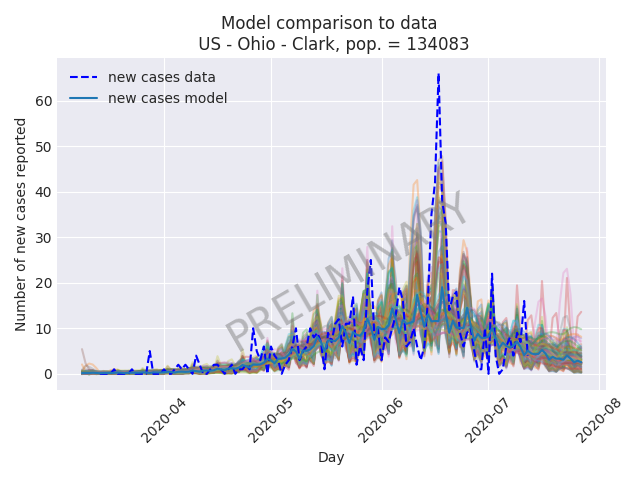 Model comparison to data
US - Ohio - Clark, pop. = 134083
new cases data
new cases model
Number of new cases reported
60
50
40
30
20
10
0
PRELIMINARY
2020-04
2020-05
2020-06
2020-07
2020-08
Day